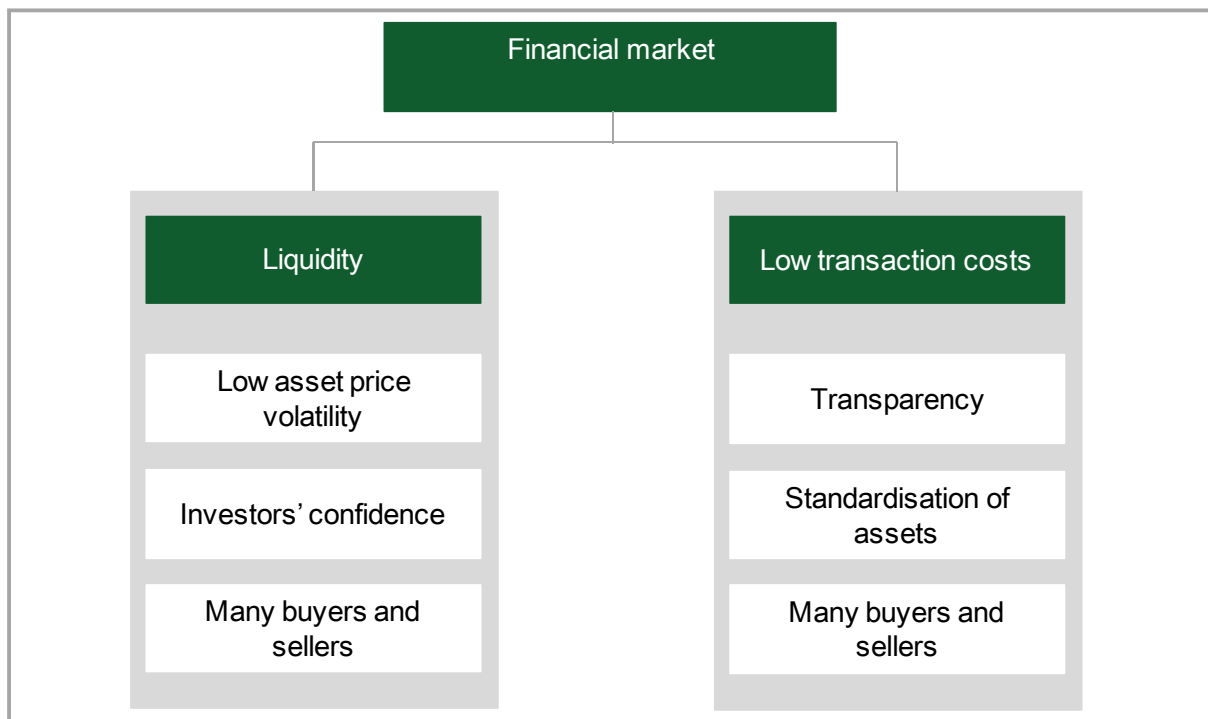 Financial market
Liquidity
Low asset price
volatility
Investors’ confidence
Many buyers and
sellers
Low transaction costs
Transparency
Standardisation of
assets
Many buyers and
sellers